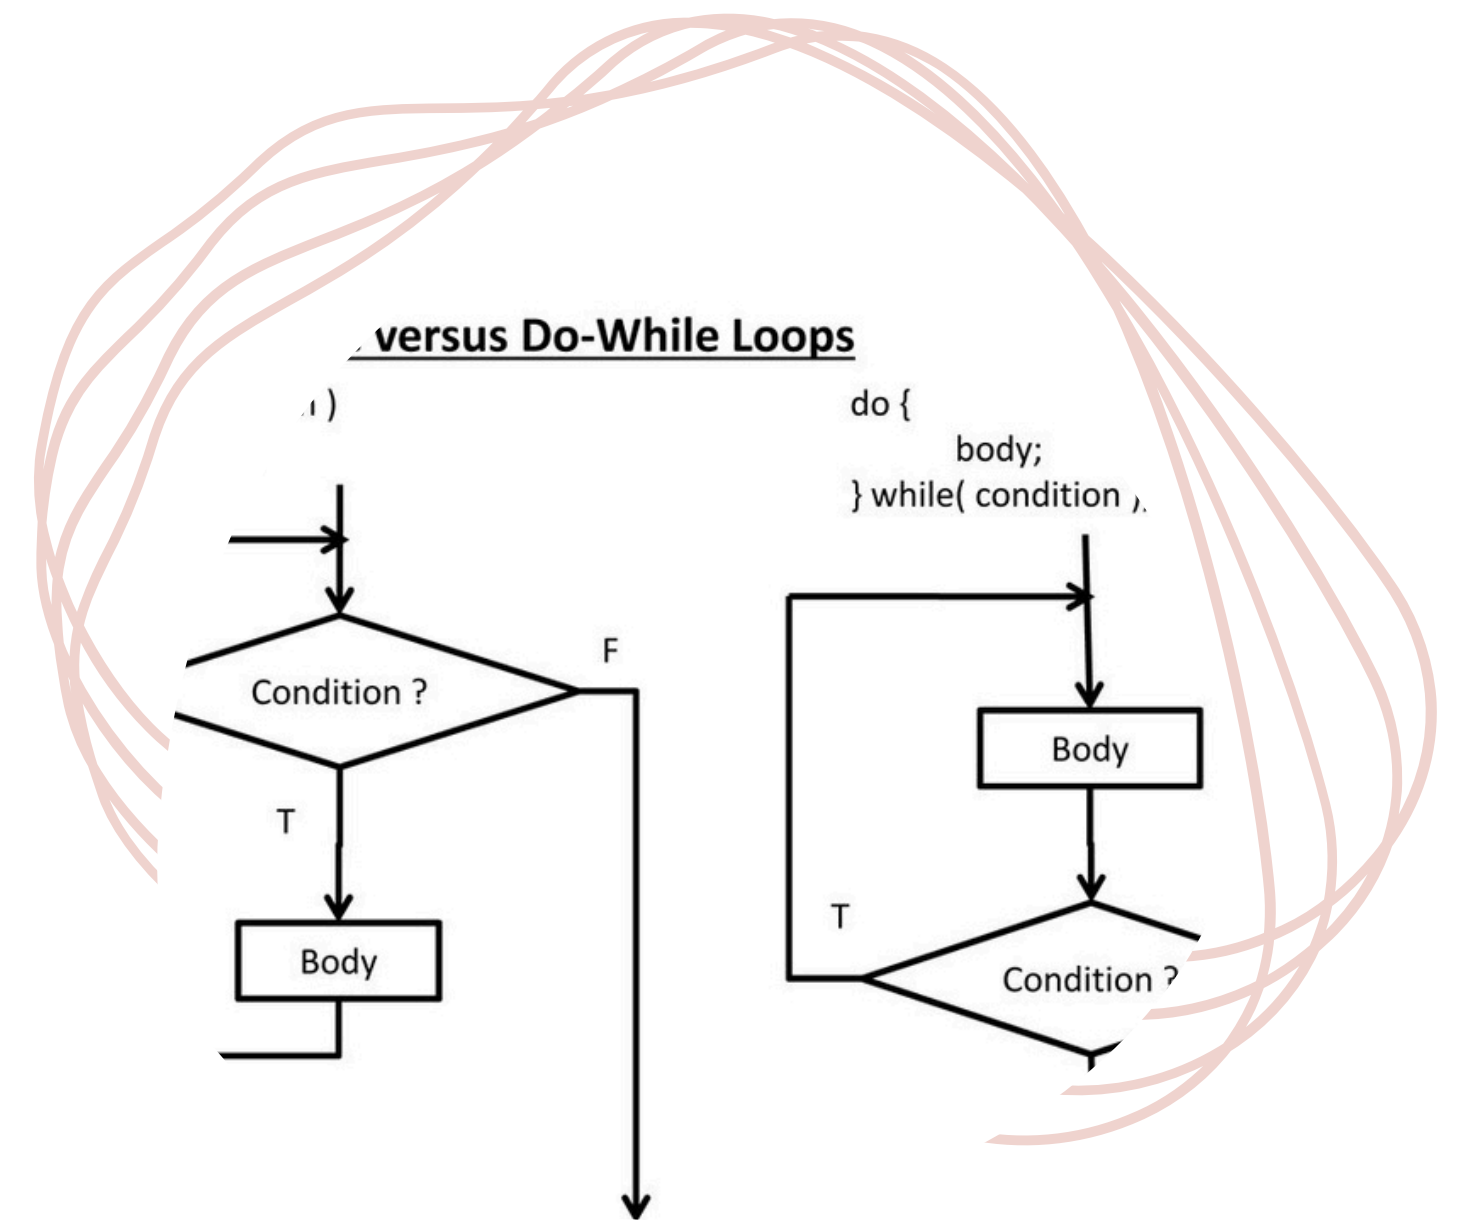 versus Do-While Loops
)
do {
body;
} while( condition )
F
Condition ?
T
Body
Body
T
Condition ?